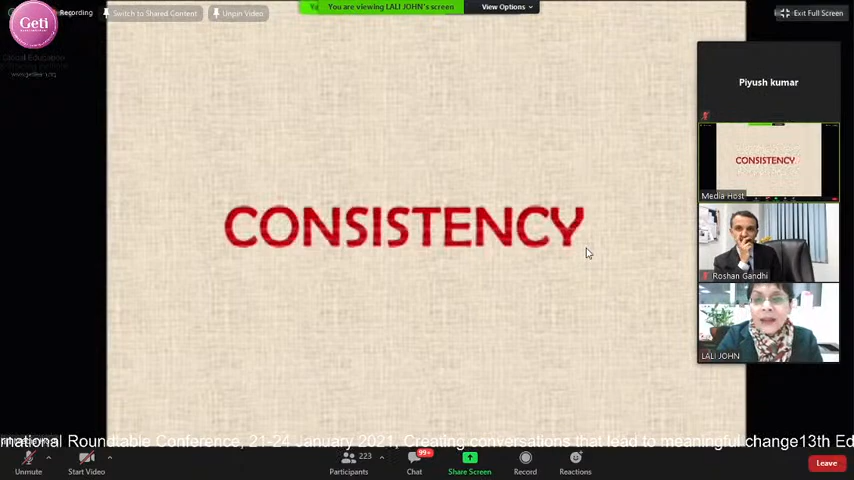 Geti
Recording
Switch to Shared Content
Unpin Video
You are viewing LALI JOHN's screen
View Options
Exit Full Screen
Piyush kumar
CONSISTENCY
CONSISTENCY
Media Host
Roshan Gandhi
LALI JOHN
national Roundtable Conference, 21-24 January 2021, Creating conversations that lead to meaningful change13th Ed
Unmute
Start Video
223
Participants
99+
Chat
Share Screen
Record
Reactions
Leave